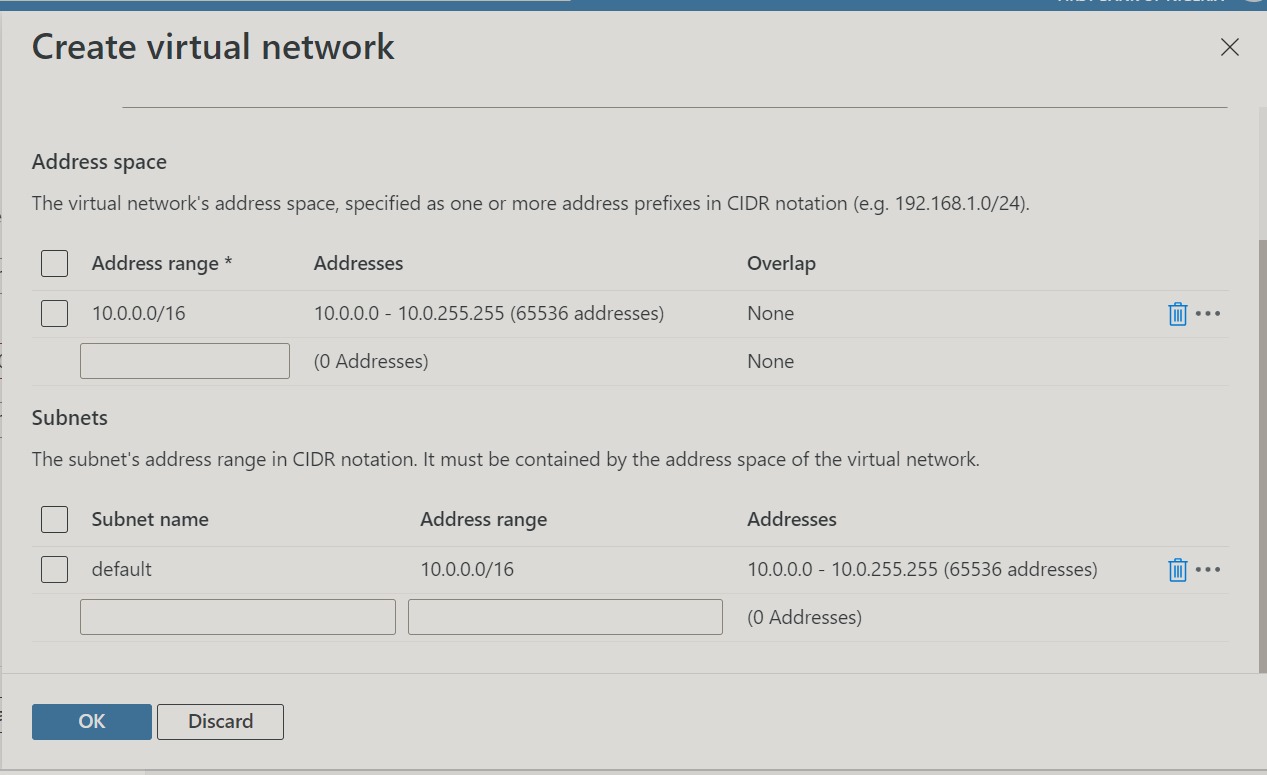 Create virtual network
Address space
The virtual network's address space, specified as one or more address prefixes in CIDR notation (e.g. 192.168.1.0/24).
Address range * Addresses Overlap
10.0.0.0/16 10.0.0.0 - 10.0.255.255 (65536 addresses) None
(0 Addresses) None
Subnets
The subnet's address range in CIDR notation. It must be contained by the address space of the virtual network.
Subnet name Address range Addresses
default 10.0.0.0/16 10.0.0.0 - 10.0.255.255 (65536 addresses)
(0 Addresses)
OK Discard